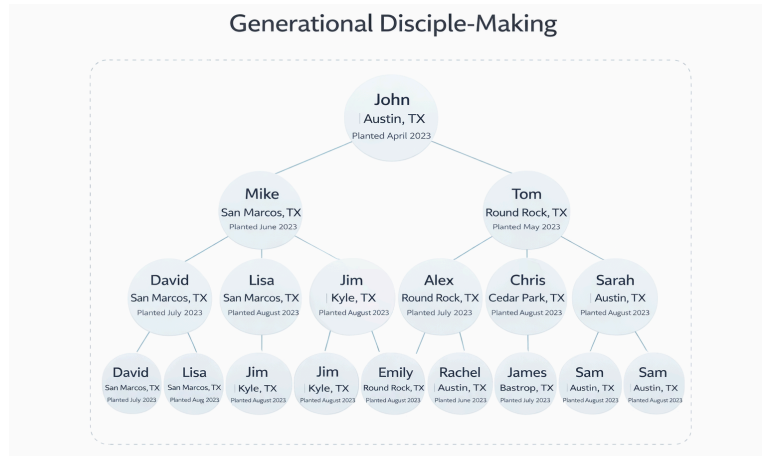 Generational Disciple-Making
John
Austin, TX
Planted April 2023
Mike
San Marcos, TX
Planted June 2023
Tom
Round Rock, TX
Planted May 2023
David
San Marcos, TX
Planted July 2023
Lisa
San Marcos, TX
Planted August 2023
Jim
Kyle, TX
Planted August 2023
Alex
Round Rock, TX
Planted July 2023
Chris
Cedar Park, TX
Planted August 2023
Sarah
Austin, TX
Planted August 2023
David
San Marcos, TX
Planted July 2023
Lisa
San Marcos, TX
Planted Aug 2023
Jim
Kyle, TX
Planted August 2023
Jim
Kyle, TX
Planted August 2023
Emily
Round Rock, TX
Planted August 2023
Rachel
Austin, TX
Planted June 2023
James
Bastrop, TX
Planted July 2023
Sam
Austin, TX
Planted August 2023
Sam
Austin, TX
Planted August 2023